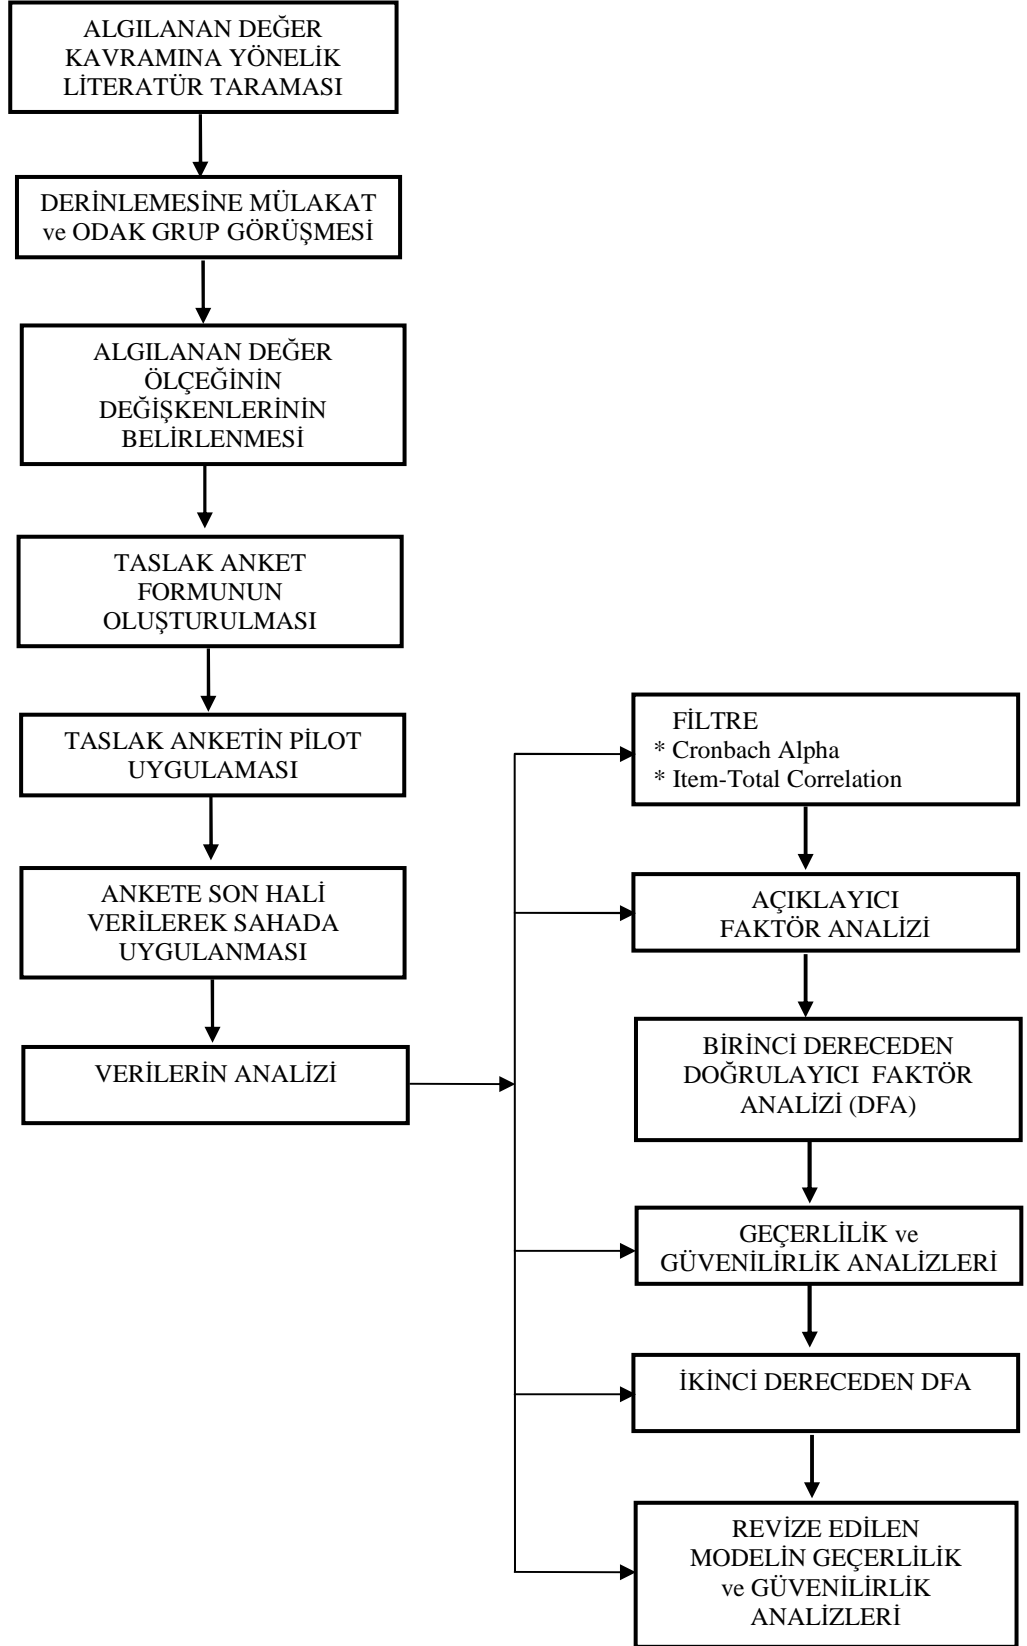 ALGILANAN DEĞER
KAVRAMINA YÖNELİK
LİTERATÜR TARAMASI
DERİNLEMESİNE MÜLAKAT
ve ODAK GRUP GÖRÜŞMESİ
ALGILANAN DEĞER
ÖLÇEĞİNİN
DEĞİŞKENLERİNİN
BELİRLENMESİ
TASLAK ANKET
FORMUNUN
OLUŞTURULMASI
TASLAK ANKETİN PİLOT
UYGULAMASI
ANKETE SON HALİ
VERİLEREK SAHADA
UYGULANMASI
VERİLERİN ANALİZİ
FİLTRE
* Cronbach Alpha
* Item-Total Correlation
AÇIKLAYICI
FAKTÖR ANALİZİ
BİRİNCİ DERECEDEN
DOĞRULAYICI FAKTÖR
ANALİZİ (DFA)
GEÇERLİLİK ve
GÜVENİLİRLİK ANALİZLERİ
İKİNCİ DERECEDEN DFA
REVİZE EDİLEN
MODELİN GEÇERLİLİK
ve GÜVENİLİRLİK
ANALİZLERİ